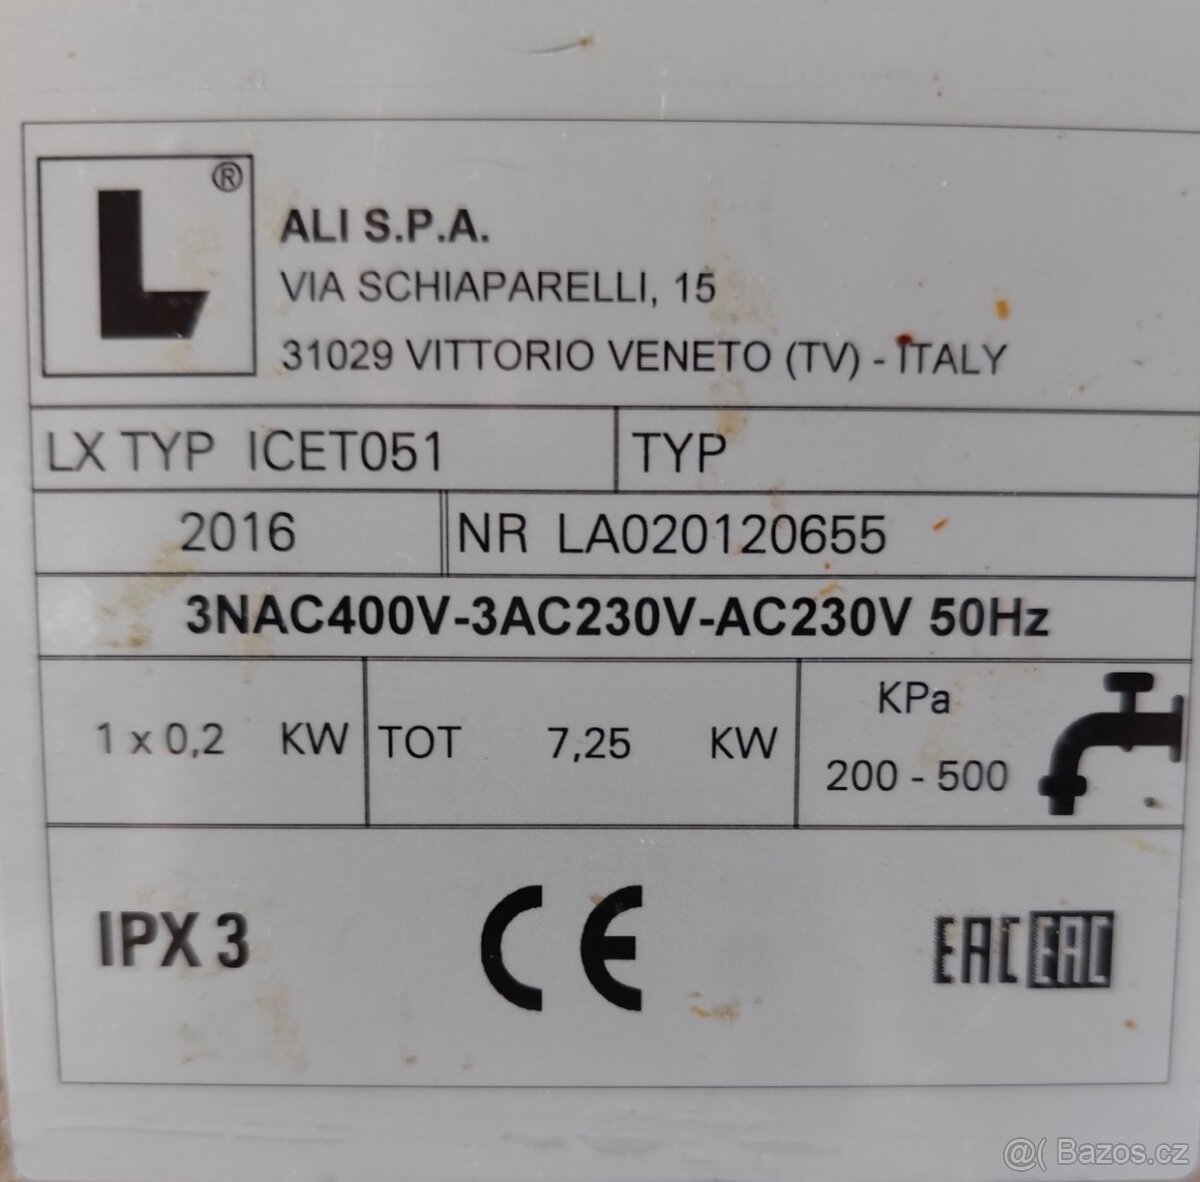 L®
ALI S.P.A.
VIA SCHIAPARELLI, 15
31029 VITTORIO VENETO (TV) - ITALY
LX TYP ICET051 TYP
2016 NR LA020120655
3NAC400V-3AC230V-AC230V 50Hz
1 x 0,2 KW TOT 7,25 KW
KPa
200 - 500
IPX 3 CE EAC EAC
@( Bazos.cz